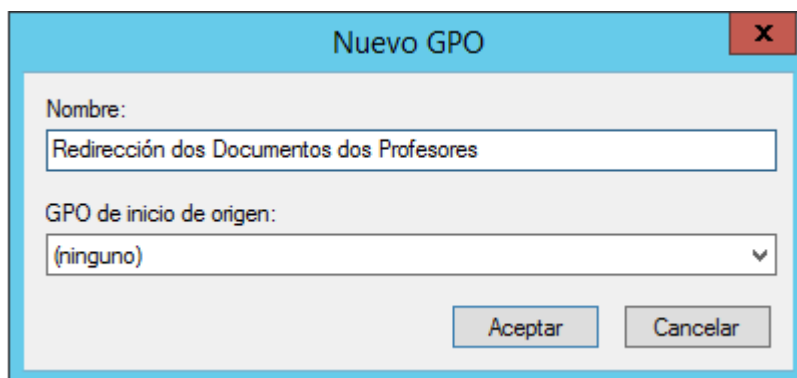 Nuevo GPO
x
Nombre:
Redirección dos Documentos dos Profesores
GPO de inicio de origen:
(ninguno)
Aceptar Cancelar